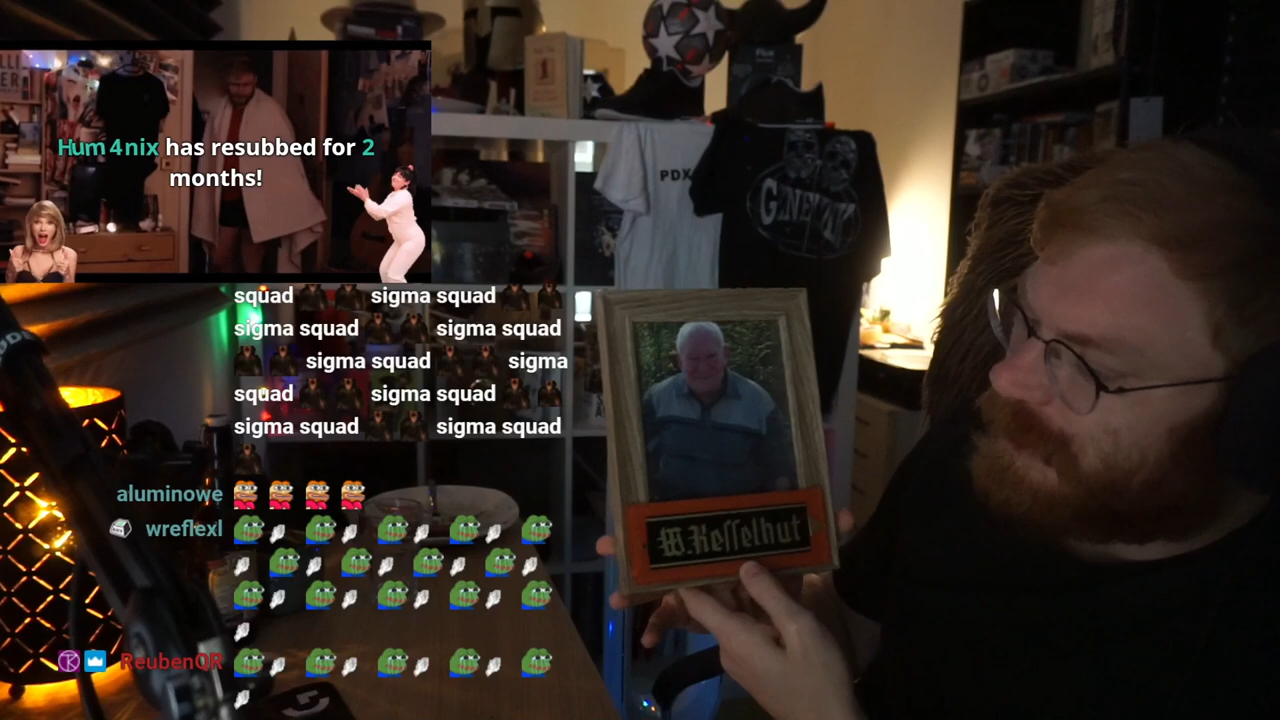 Hum4nix has resubbed for 2
months!
squad sigma squad
sigma squad sigma squad
sigma squad sigma
squad sigma squad
sigma squad sigma squad
aluminowe
wreflexl
ReubenQR
PDX
W.Kesselhut